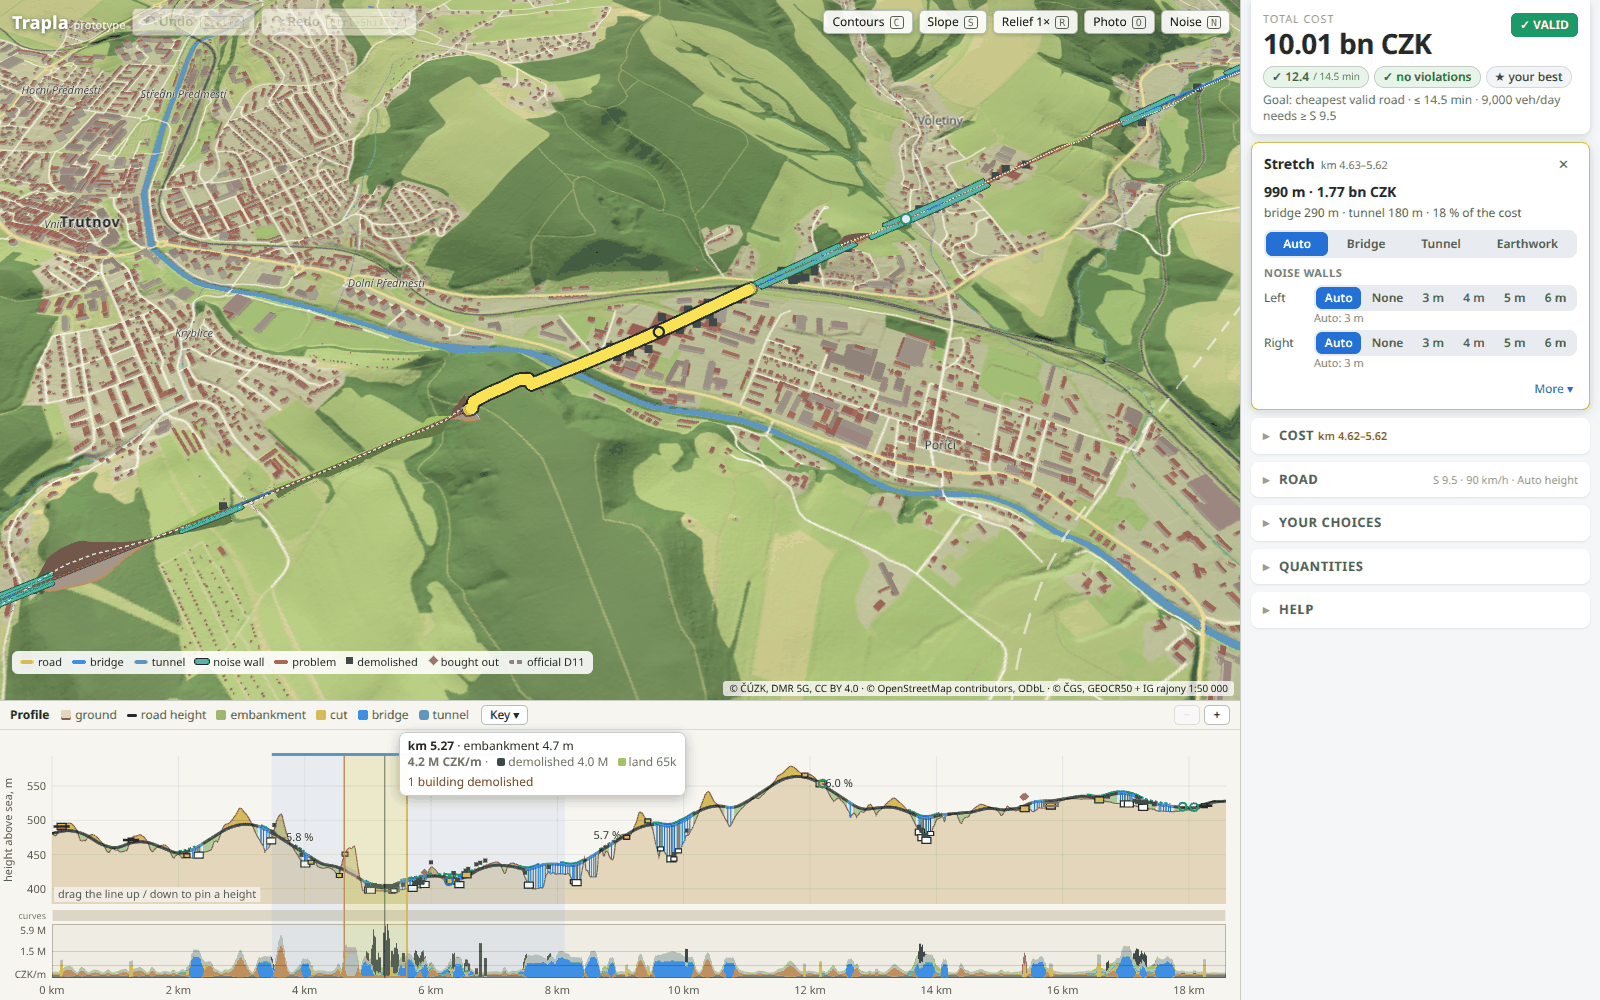 Trapla prototype
Undo
Redo
Contours C
Slope S
Relief 1× R
Photo O
Noise N
Horní Předměstí
Střední Předměstí
Voletiny
Trutnov
Dolní Předměstí
Kryblice
Poříčí
road
bridge
tunnel
noise wall
problem
demolished
bought out
official D11
© ČÚZK, DMR 5G, CC BY 4.0 · © OpenStreetMap contributors, ODbL · © ČGS, GEOCR50 + IG rajony 1:50 000
TOTAL COST
10.01 bn CZK
✓ VALID
✓ 12.4 / 14.5 min
✓ no violations
★ your best
Goal: cheapest valid road · ≤ 14.5 min · 9,000 veh/day
needs ≥ S 9.5
Stretch km 4.63–5.62 ✕
990 m · 1.77 bn CZK
bridge 290 m · tunnel 180 m · 18 % of the cost
Auto Bridge Tunnel Earthwork
NOISE WALLS
Left Auto None 3 m 4 m 5 m 6 m
Auto: 3 m
Right Auto None 3 m 4 m 5 m 6 m
Auto: 3 m
More ▾
▸ COST km 4.62–5.62
▸ ROAD S 9.5 · 90 km/h · Auto height
▸ YOUR CHOICES
▸ QUANTITIES
▸ HELP
Profile ground road height embankment cut bridge tunnel Key ▾ − +
km 5.27 · embankment 4.7 m
4.2 M CZK/m · demolished 4.0 M land 65k
1 building demolished
height above sea, m
550
500
450
400
5.8 %
5.7 %
6.0 %
drag the line up / down to pin a height
curves
5.9 M
1.5 M
CZK/m
0 km 2 km 4 km 6 km 8 km 10 km 12 km 14 km 16 km 18 km